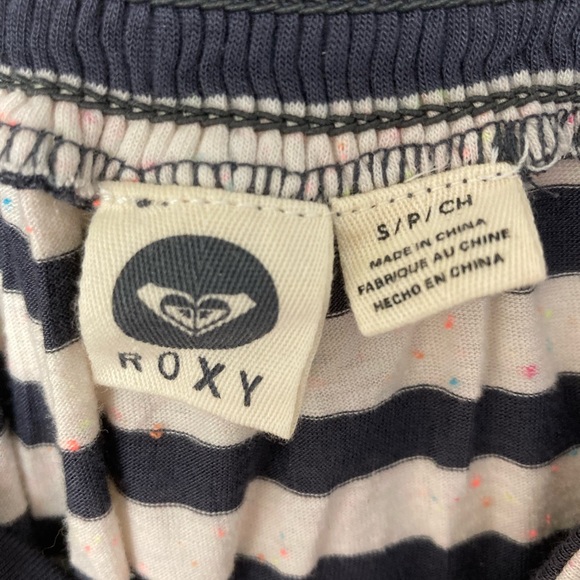 ROXY
S/P/CH
MADE IN CHINA
FABRIQUE AU CHINE
HECHO EN CHINA